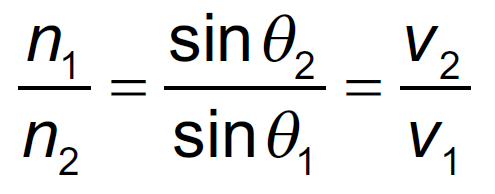 n₁/n₂ = sin θ₂/sin θ₁ = v₂/v₁